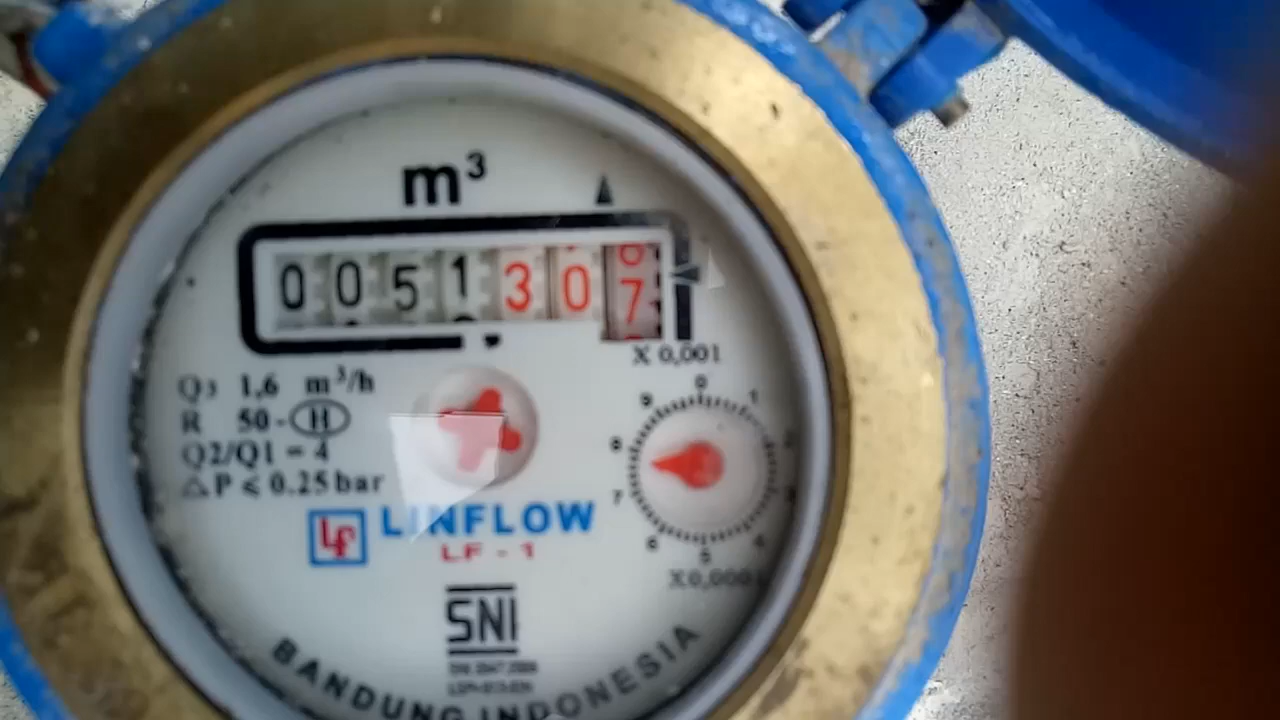 m³
0051307
X 0,001
Q3 1,6 m³/h
R 50-H
Q2/Q1 = 4
△P ≤ 0.25 bar
0
1
4
5
6
7
8
9
X0,0001
Lf LINFLOW
LF - 1
SNI
BANDUNG INDONESIA